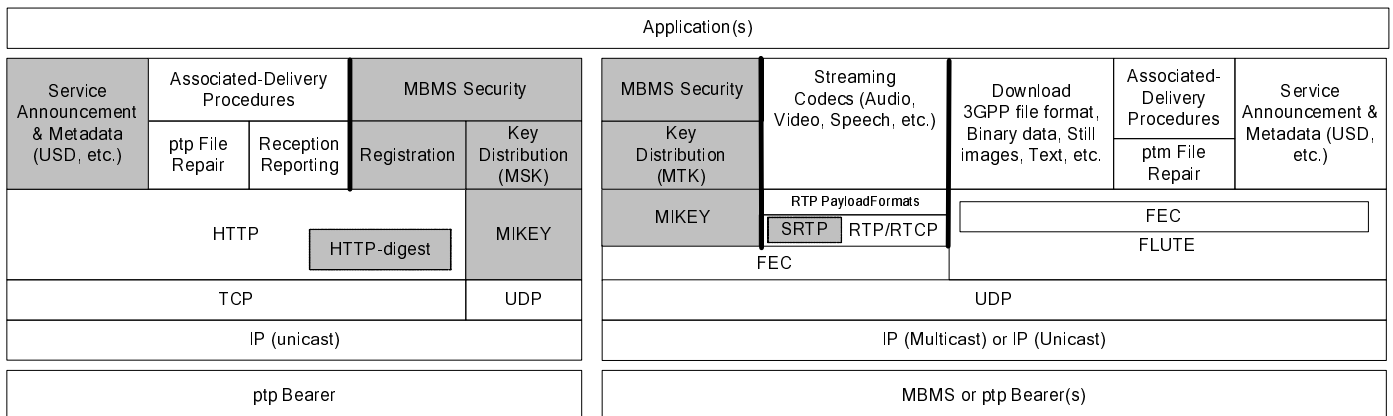 Application(s)
Service
Announcement
& Metadata
(USD, etc.)
Associated-Delivery
Procedures
ptp File
Repair
Reception
Reporting
MBMS Security
Registration
Key
Distribution
(MSK)
HTTP
HTTP-digest
MIKEY
TCP
UDP
IP (unicast)
ptp Bearer
MBMS Security
Key
Distribution
(MTK)
MIKEY
Streaming
Codecs (Audio,
Video, Speech, etc.)
RTP PayloadFormats
SRTP
RTP/RTCP
FEC
Download
3GPP file format,
Binary data, Still
images, Text, etc.
Associated-
Delivery
Procedures
ptm File
Repair
Service
Announcement &
Metadata (USD,
etc.)
FEC
FLUTE
UDP
IP (Multicast) or IP (Unicast)
MBMS or ptp Bearer(s)